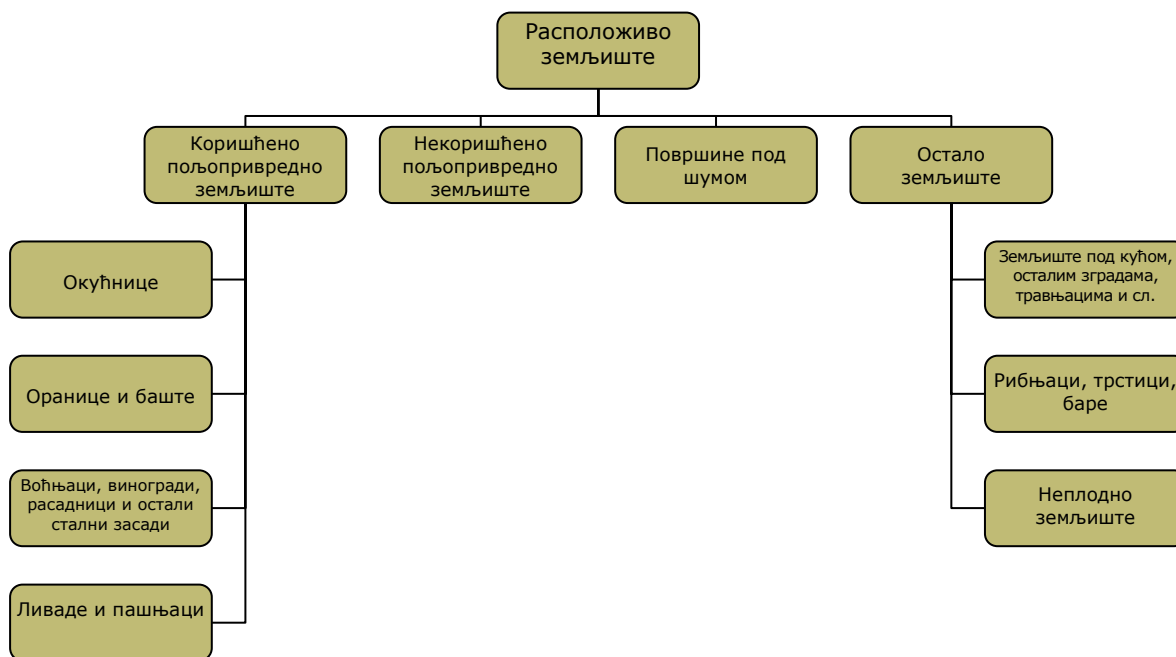 Расположиво
земљиште
Коришћено
пољопривредно
земљиште
Некоришћено
пољопривредно
земљиште
Површине под
шумом
Остало
земљиште
Окућнице
Оранице и баште
Воћњаци, виногради,
расадници и остали
стални засади
Ливаде и пашњаци
Земљиште под кућом,
осталим зградама,
травњацима и сл.
Рибњаци, трстици,
баре
Неплодно
земљиште